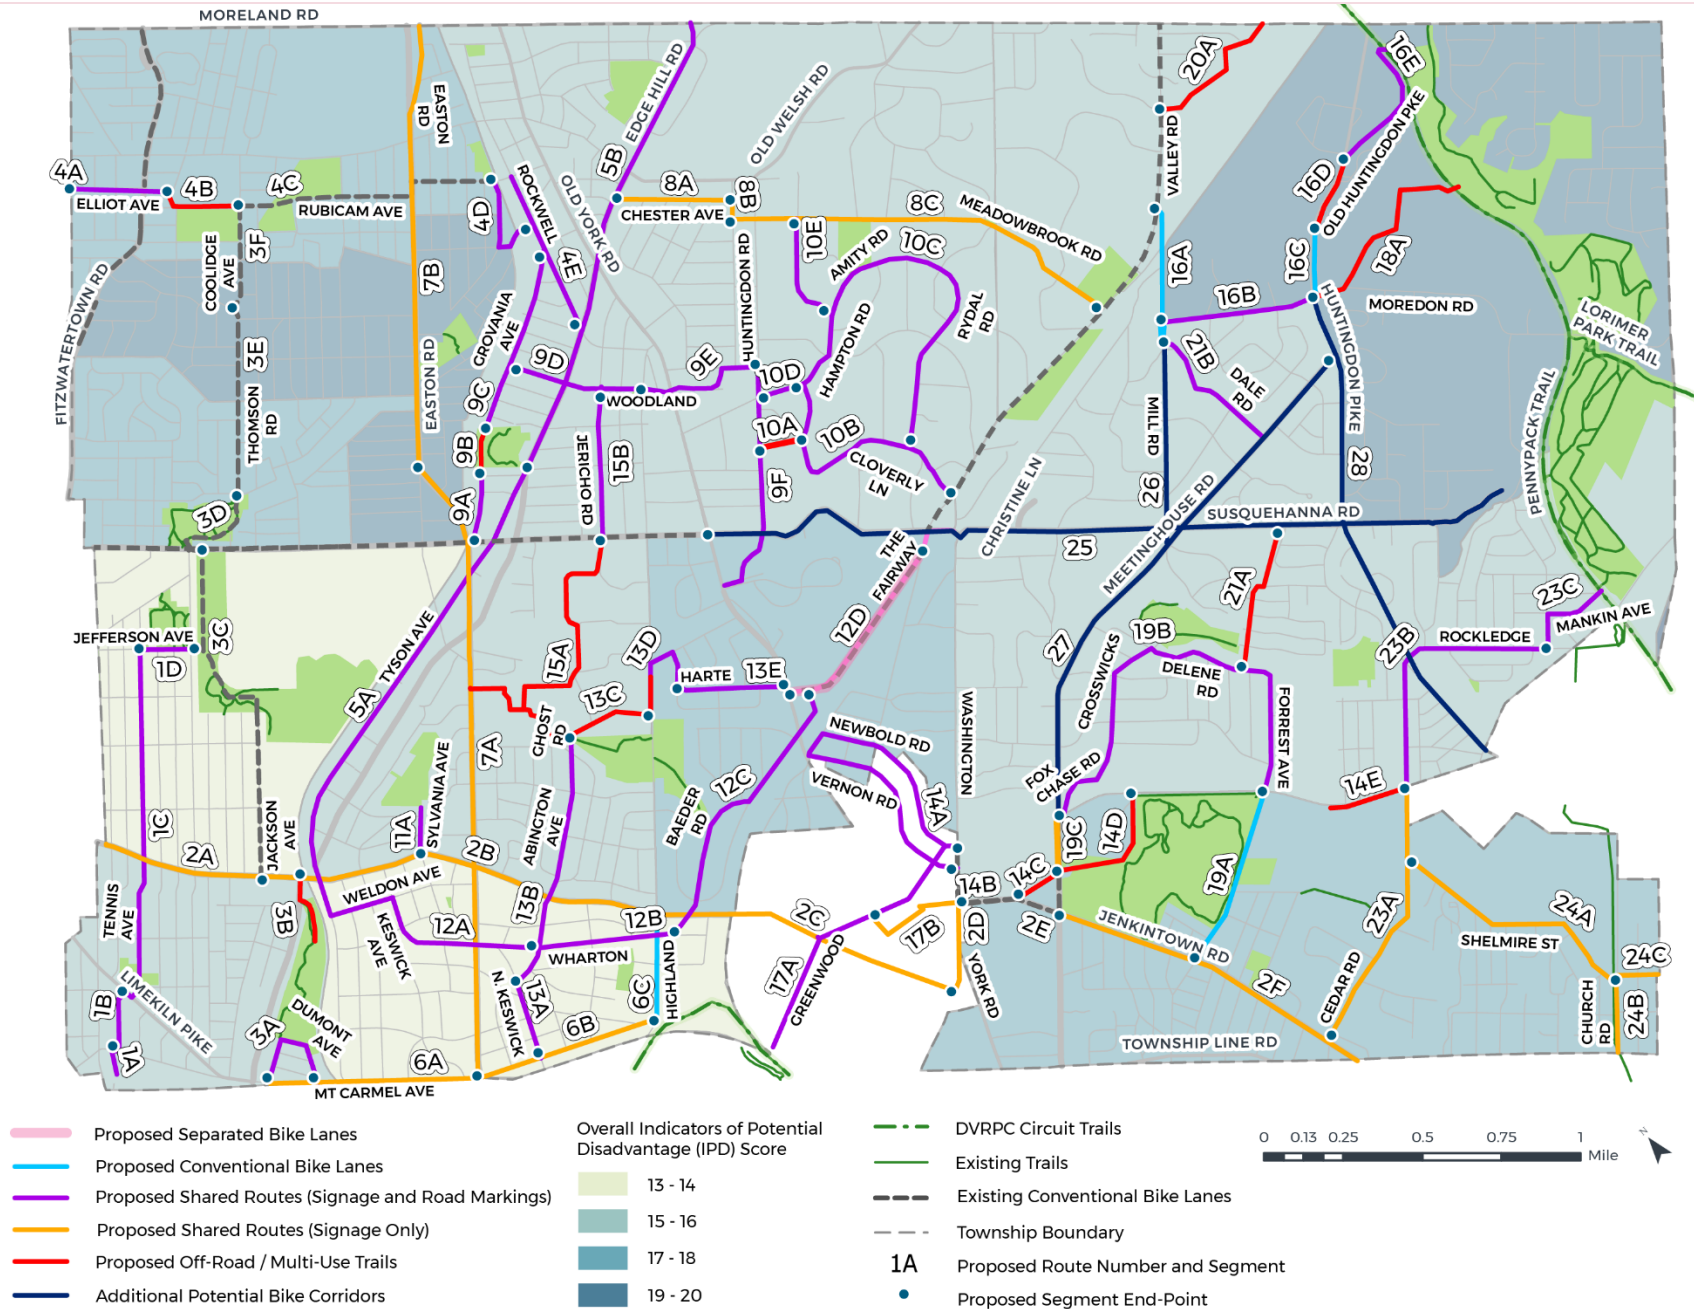 MORELAND RD
4A
4B
4C
ELLIOT AVE
RUBICAM AVE
EASTON
RD
4D
ROCKWELL
4E
OLD YORK RD
EDGE HILL RD
5B
OLD WELSH RD
8A
8B
CHESTER AVE
8C
MEADOWBROOK RD
VALLEY RD
20A
16E
16D
OLD HUNTINGDON PKE
16C
18A
16A
16B
MOREDON RD
LORIMER
PARK TRAIL
COOLIDGE
AVE
3F
7B
10E
AMITY RD
10C
HUNTINGDON RD
RYDAL
RD
HAMPTON RD
FITZWATERTOWN RD
3E
THOMSON
RD
EASTON RD
CROVANIA
AVE
9D
9E
10D
21B
DALE
RD
HUNTINGDON PIKE
PENNYPACK TRAIL
9C
WOODLAND
9B
JERICHO RD
15B
10A
10B
CLOVERLY
LN
MILL RD
28
9A
9F
26
3D
CHRISTINE LN
MEETINGHOUSE RD
SUSQUEHANNA RD
25
THE
FAIRWAY
12D
21A
23C
MANKIN AVE
ROCKLEDGE
JEFFERSON AVE
1D
3C
TYSON AVE
5A
15A
13D
HARTE
13E
27
19B
CROSSWICKS
DELENE
RD
23B
13C
GHOST
RD
NEWBOLD RD
WASHINGTON
FORREST AVE
7A
SYLVANIA AVE
12C
VERNON RD
14A
FOX
CHASE RD
14E
1C
JACKSON
AVE
11A
ABINGTON
AVE
BAEDER
RD
2A
2B
19C
14D
14C
19A
WELDON AVE
14B
TENNIS
AVE
3B
KESWICK
AVE
12A
13B
12B
2C
17B
2D
2E
JENKINTOWN RD
23A
24A
SHELMIRE ST
24C
WHARTON
HIGHLAND
6C
17A
GREENWOOD
YORK RD
2F
CEDAR RD
CHURCH
RD
24B
LIMEKILN PIKE
1B
1A
3A
DUMONT
AVE
N. KESWICK
13A
6B
6A
MT CARMEL AVE
TOWNSHIP LINE RD
Proposed Separated Bike Lanes
Proposed Conventional Bike Lanes
Proposed Shared Routes (Signage and Road Markings)
Proposed Shared Routes (Signage Only)
Proposed Off-Road / Multi-Use Trails
Additional Potential Bike Corridors
Overall Indicators of Potential
Disadvantage (IPD) Score
13 - 14
15 - 16
17 - 18
19 - 20
DVRPC Circuit Trails
Existing Trails
Existing Conventional Bike Lanes
Township Boundary
1A Proposed Route Number and Segment
Proposed Segment End-Point
0 0.13 0.25 0.5 0.75 1
Mile
N